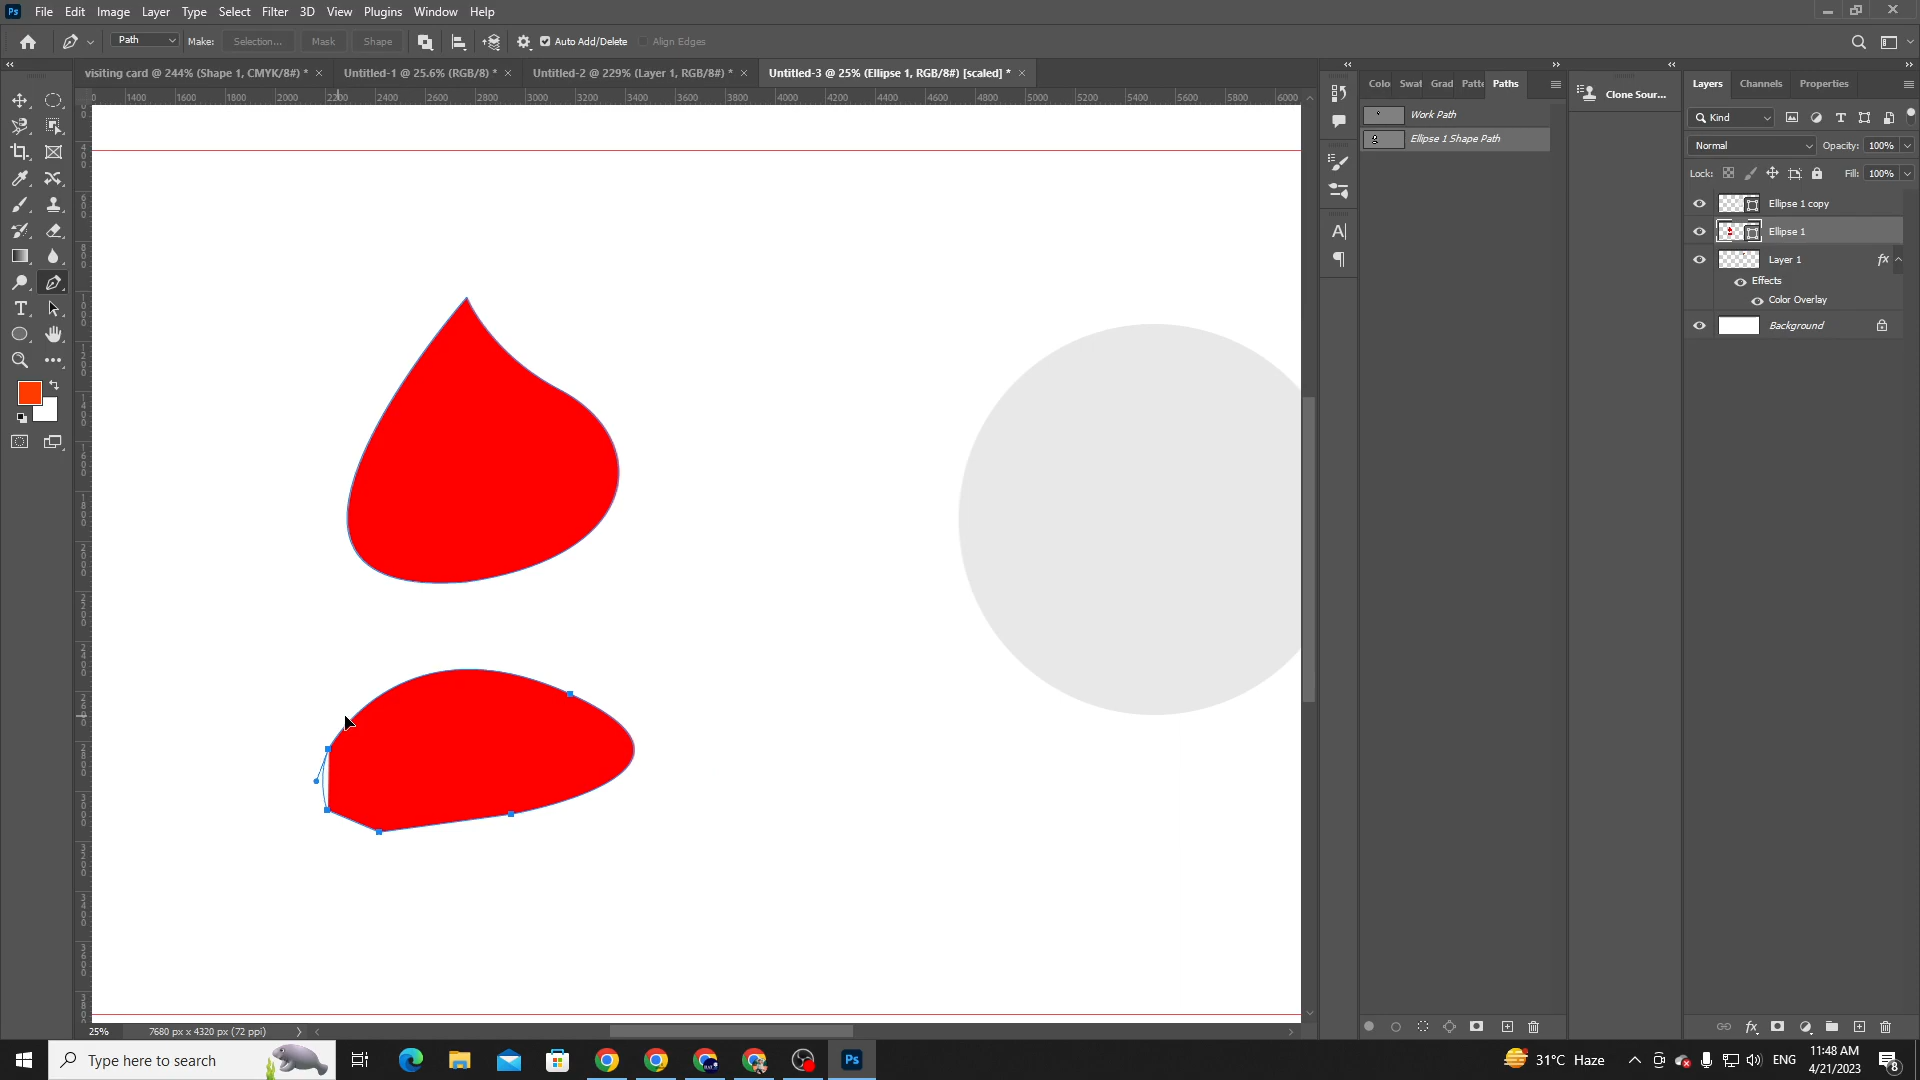 Ps File Edit Image Layer Type Select Filter 3D View Plugins Window Help
Path Make: Selection... Mask Shape Auto Add/Delete Align Edges
visiting card @ 244% (Shape 1, CMYK/8#) * × Untitled-1 @ 25.6% (RGB/8) * × Untitled-2 @ 229% (Layer 1, RGB/8#) * × Untitled-3 @ 25% (Ellipse 1, RGB/8#) [scaled] * ×
1400 1600 1800 2000 2200 2400 2600 2800 3000 3200 3400 3600 3800 4000 4200 4400 4600 4800 5000 5200 5400 5600 5800 6000
Colo Swat Grad Patte Paths
Work Path
Ellipse 1 Shape Path
Clone Sour...
Layers Channels Properties
Kind
Normal Opacity: 100%
Lock: Fill: 100%
Ellipse 1 copy
Ellipse 1
Layer 1 fx
Effects
Color Overlay
Background
25% 7680 px x 4320 px (72 ppi)
Type here to search
Ps
31°C Haze
ENG
11:48 AM
4/21/2023
8